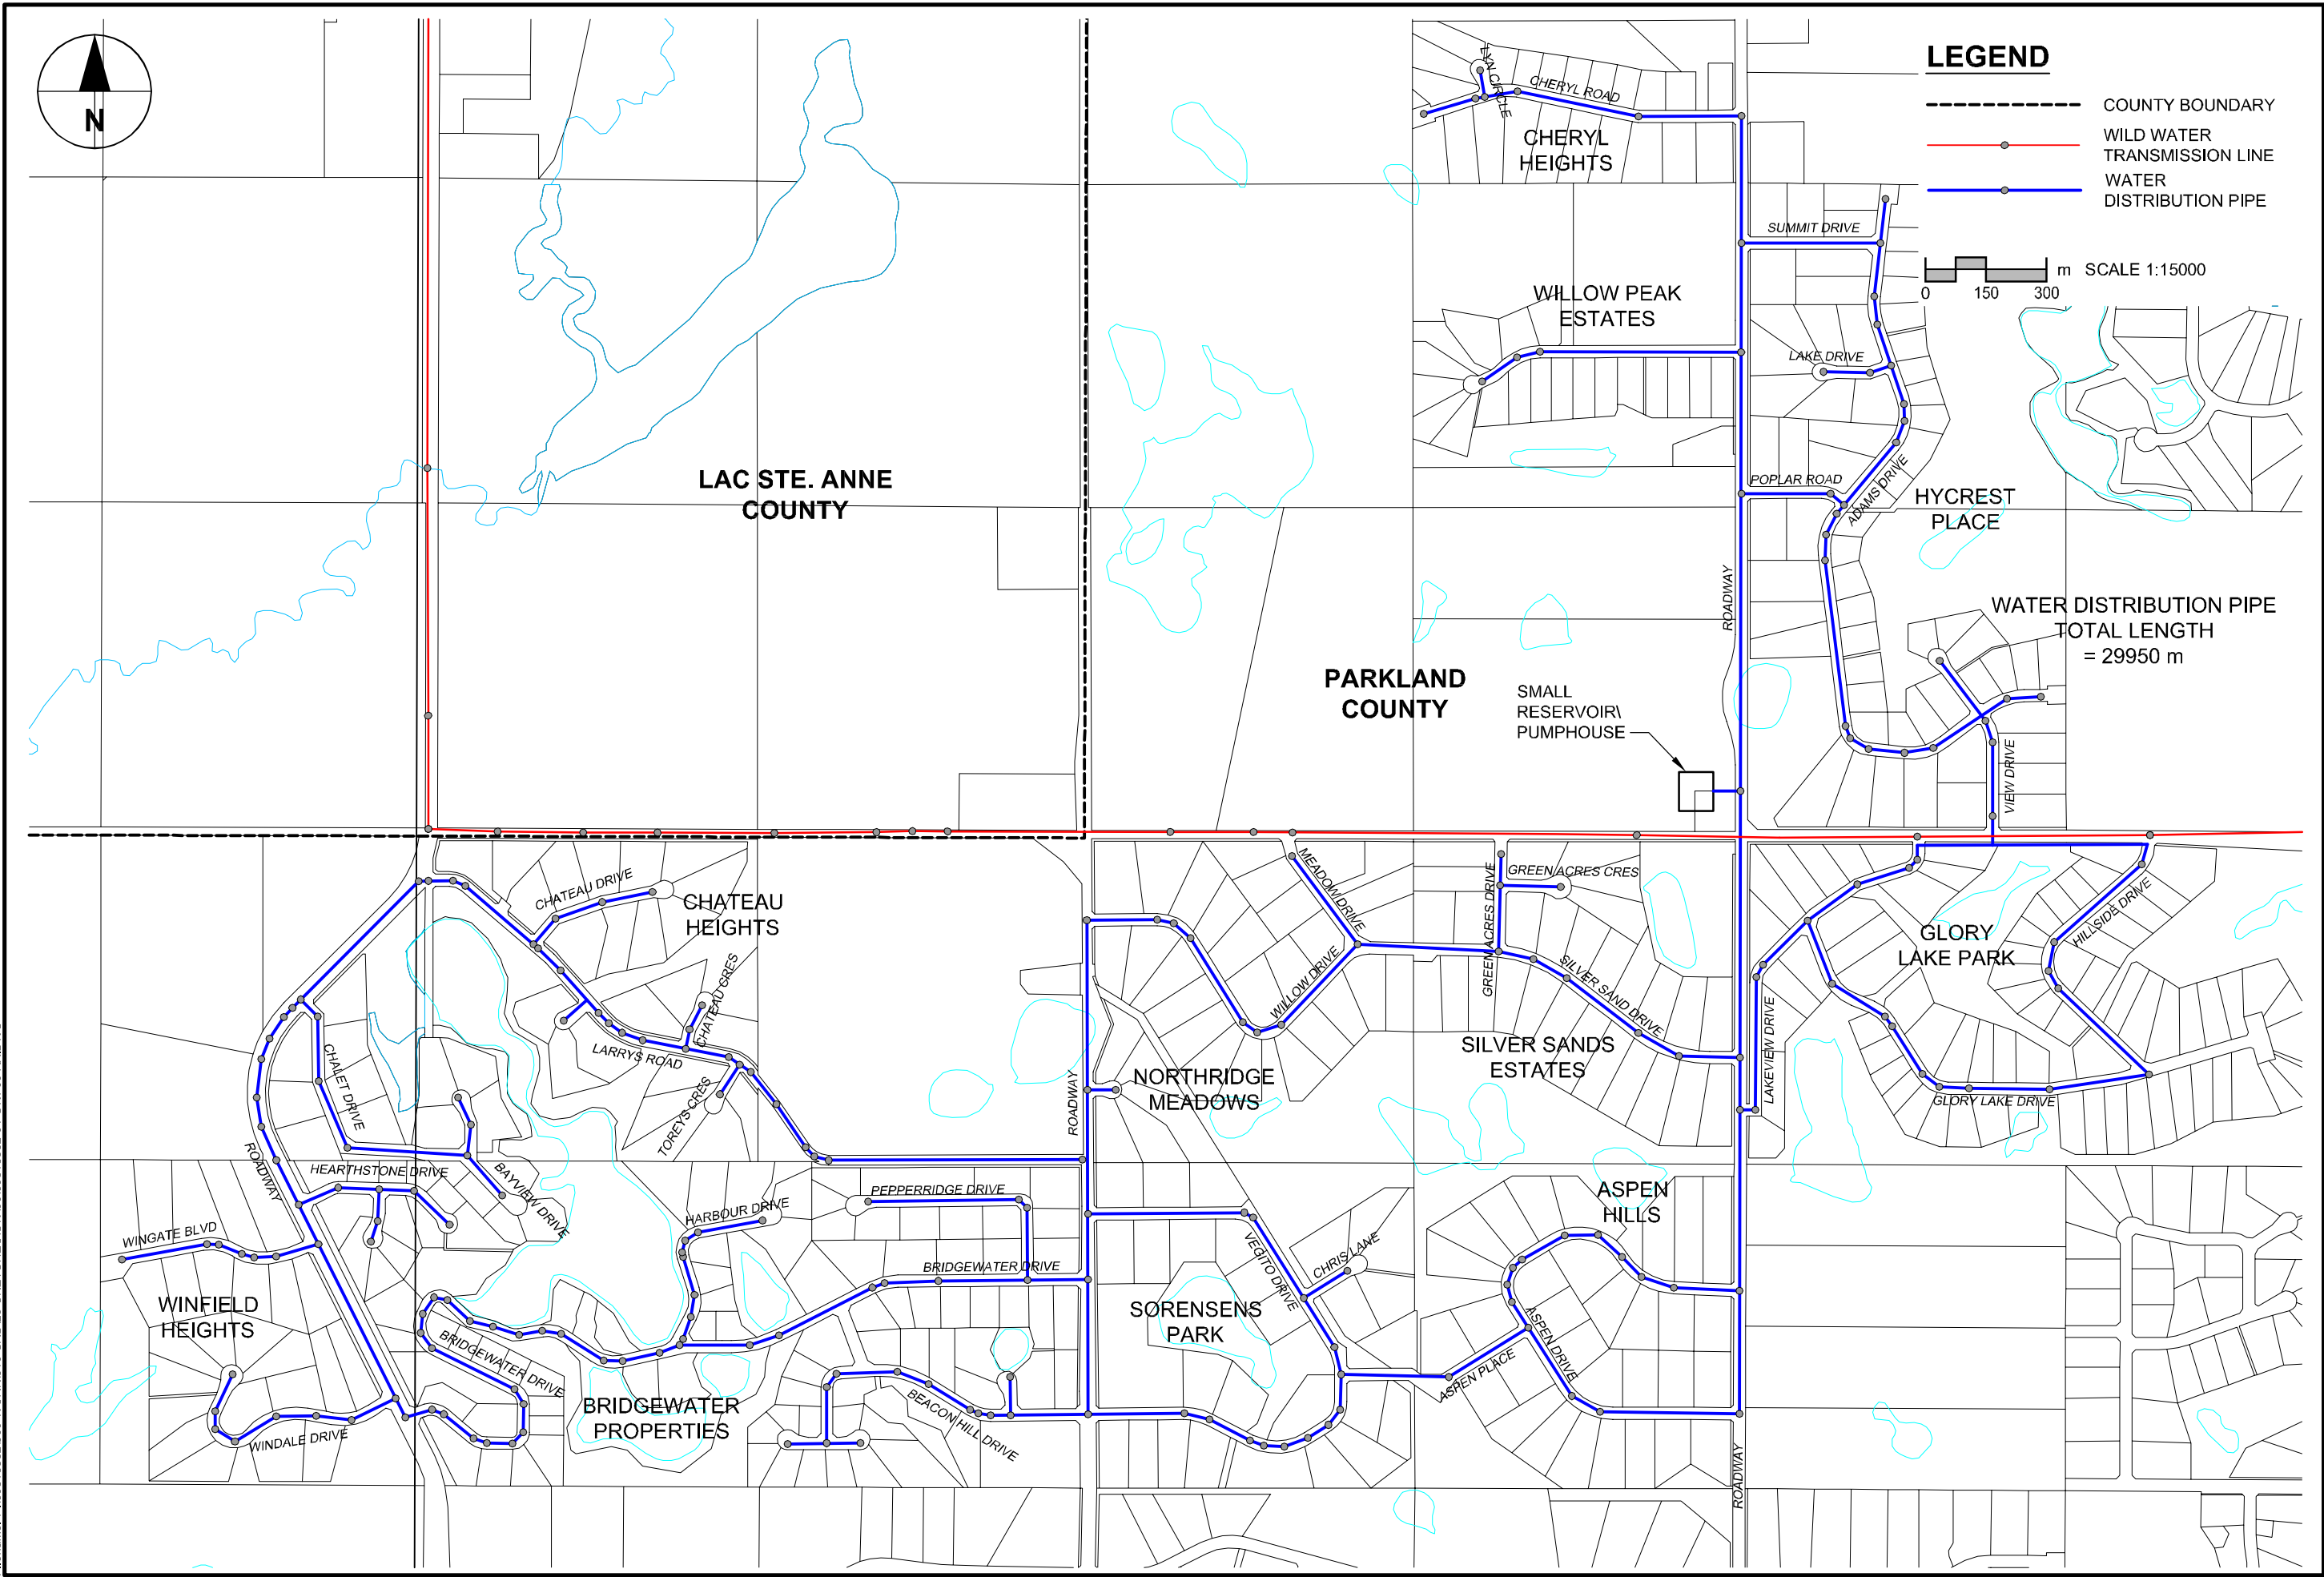 N
LEGEND
COUNTY BOUNDARY
WILD WATER
TRANSMISSION LINE
WATER
DISTRIBUTION PIPE
m SCALE 1:15000
0 150 300
LYN CIRCLE
CHERYL ROAD
CHERYL
HEIGHTS
SUMMIT DRIVE
WILLOW PEAK
ESTATES
LAKE DRIVE
LAC STE. ANNE
COUNTY
POPLAR ROAD
ADAMS DRIVE
HYCREST
PLACE
ROADWAY
WATER DISTRIBUTION PIPE
TOTAL LENGTH
= 29950 m
PARKLAND
COUNTY
SMALL
RESERVOIR\
PUMPHOUSE
VIEW DRIVE
CHATEAU DRIVE
CHATEAU
HEIGHTS
MEADOW DRIVE
GREEN ACRES DRIVE
GREEN ACRES CRES
GLORY
LAKE PARK
HILLSIDE DRIVE
CHATEAU CRES
WILLOW DRIVE
SILVER SAND DRIVE
LARRYS ROAD
CHALET DRIVE
TOREYS CRES
ROADWAY
NORTHRIDGE
MEADOWS
SILVER SANDS
ESTATES
LAKEVIEW DRIVE
GLORY LAKE DRIVE
ROADWAY
HEARTHSTONE DRIVE
BAYVIEW DRIVE
HARBOUR DRIVE
PEPPERRIDGE DRIVE
ASPEN
HILLS
WINGATE BLVD
BRIDGEWATER DRIVE
VEGITO DRIVE
CHRIS LANE
WINFIELD
HEIGHTS
SORENSENS
PARK
BRIDGEWATER DRIVE
ASPEN DRIVE
ASPEN PLACE
BRIDGEWATER
PROPERTIES
BEACON HILL DRIVE
WINDALE DRIVE
ROADWAY